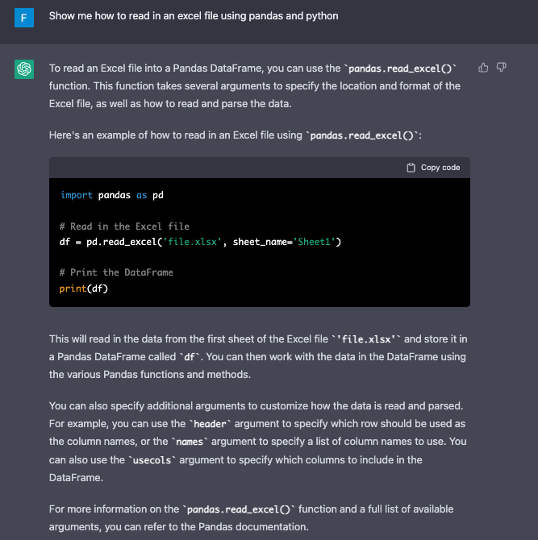 F
Show me how to read in an excel file using pandas and python
To read an Excel file into a Pandas DataFrame, you can use the `pandas.read_excel()`
function. This function takes several arguments to specify the location and format of the
Excel file, as well as how to read and parse the data.
Here's an example of how to read in an Excel file using `pandas.read_excel()`:
Copy code
import pandas as pd
# Read in the Excel file
df = pd.read_excel('file.xlsx', sheet_name='Sheet1')
# Print the DataFrame
print(df)
This will read in the data from the first sheet of the Excel file `'file.xlsx'` and store it in
a Pandas DataFrame called `df`. You can then work with the data in the DataFrame using
the various Pandas functions and methods.
You can also specify additional arguments to customize how the data is read and parsed.
For example, you can use the `header` argument to specify which row should be used as
the column names, or the `names` argument to specify a list of column names to use. You
can also use the `usecols` argument to specify which columns to include in the
DataFrame.
For more information on the `pandas.read_excel()` function and a full list of available
arguments, you can refer to the Pandas documentation.